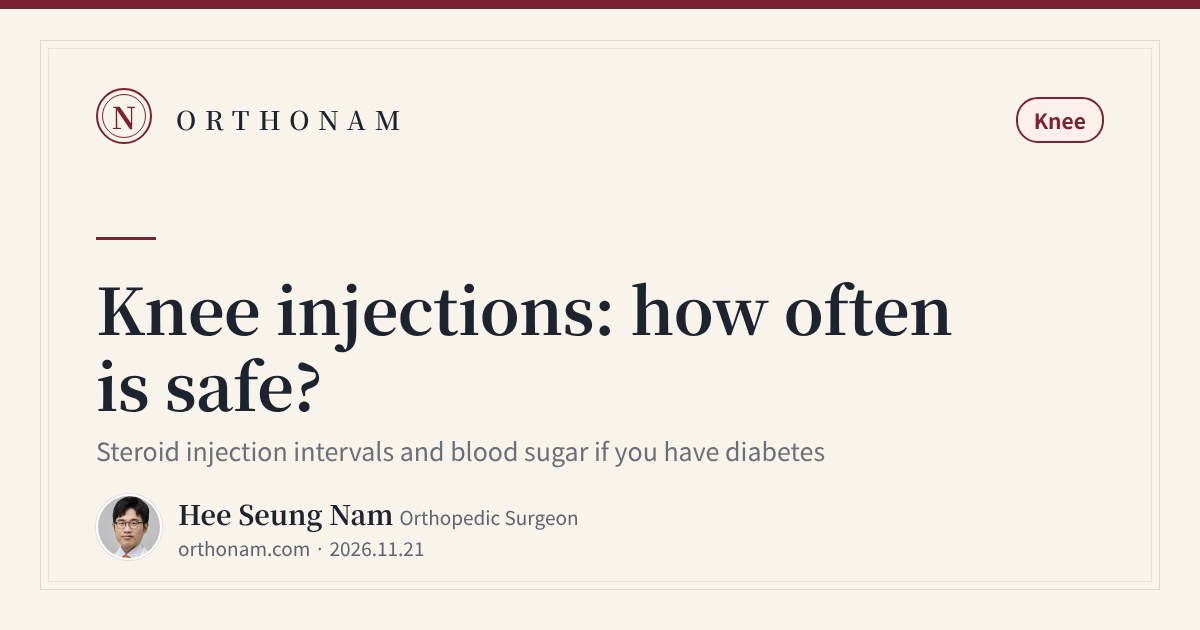 N
ORTHONAM
Knee
Knee injections: how often
is safe?
Steroid injection intervals and blood sugar if you have diabetes
Hee Seung Nam Orthopedic Surgeon
orthonam.com · 2026.11.21